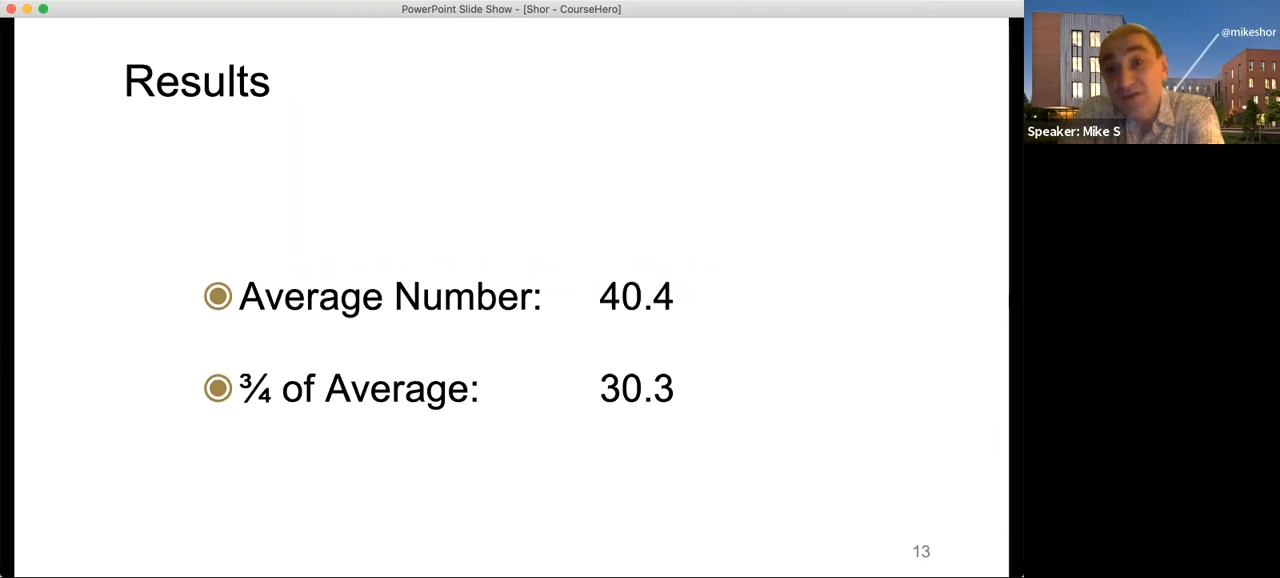 PowerPoint Slide Show - [Shor - CourseHero]
Results
Average Number: 40.4
¾ of Average: 30.3
13
@mikeshor
Speaker: Mike S